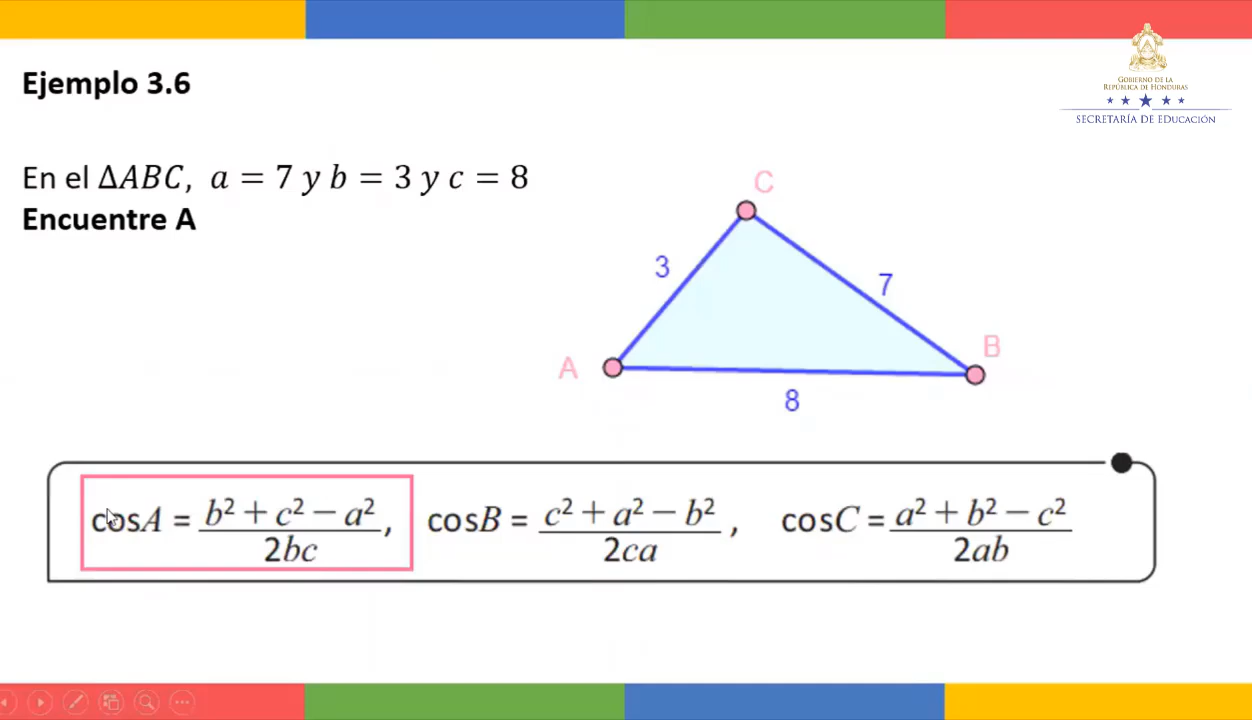 Ejemplo 3.6
GOBIERNO DE LA
REPÚBLICA DE HONDURAS
SECRETARÍA DE EDUCACIÓN
En el ΔABC, a = 7 y b = 3 y c = 8
Encuentre A
C
3
7
B
A
8
cosA = b² + c² − a² / 2bc, cosB = c² + a² − b² / 2ca, cosC = a² + b² − c² / 2ab